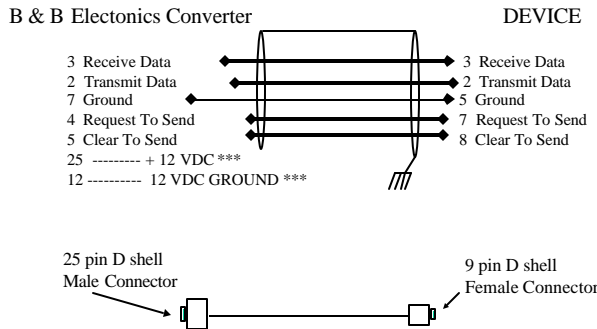 B & B Electonics Converter DEVICE
3 Receive Data 3 Receive Data
2 Transmit Data 2 Transmit Data
7 Ground 5 Ground
4 Request To Send 7 Request To Send
5 Clear To Send 8 Clear To Send
25 --------- + 12 VDC ***
12 ---------- 12 VDC GROUND ***
25 pin D shell
Male Connector
9 pin D shell
Female Connector